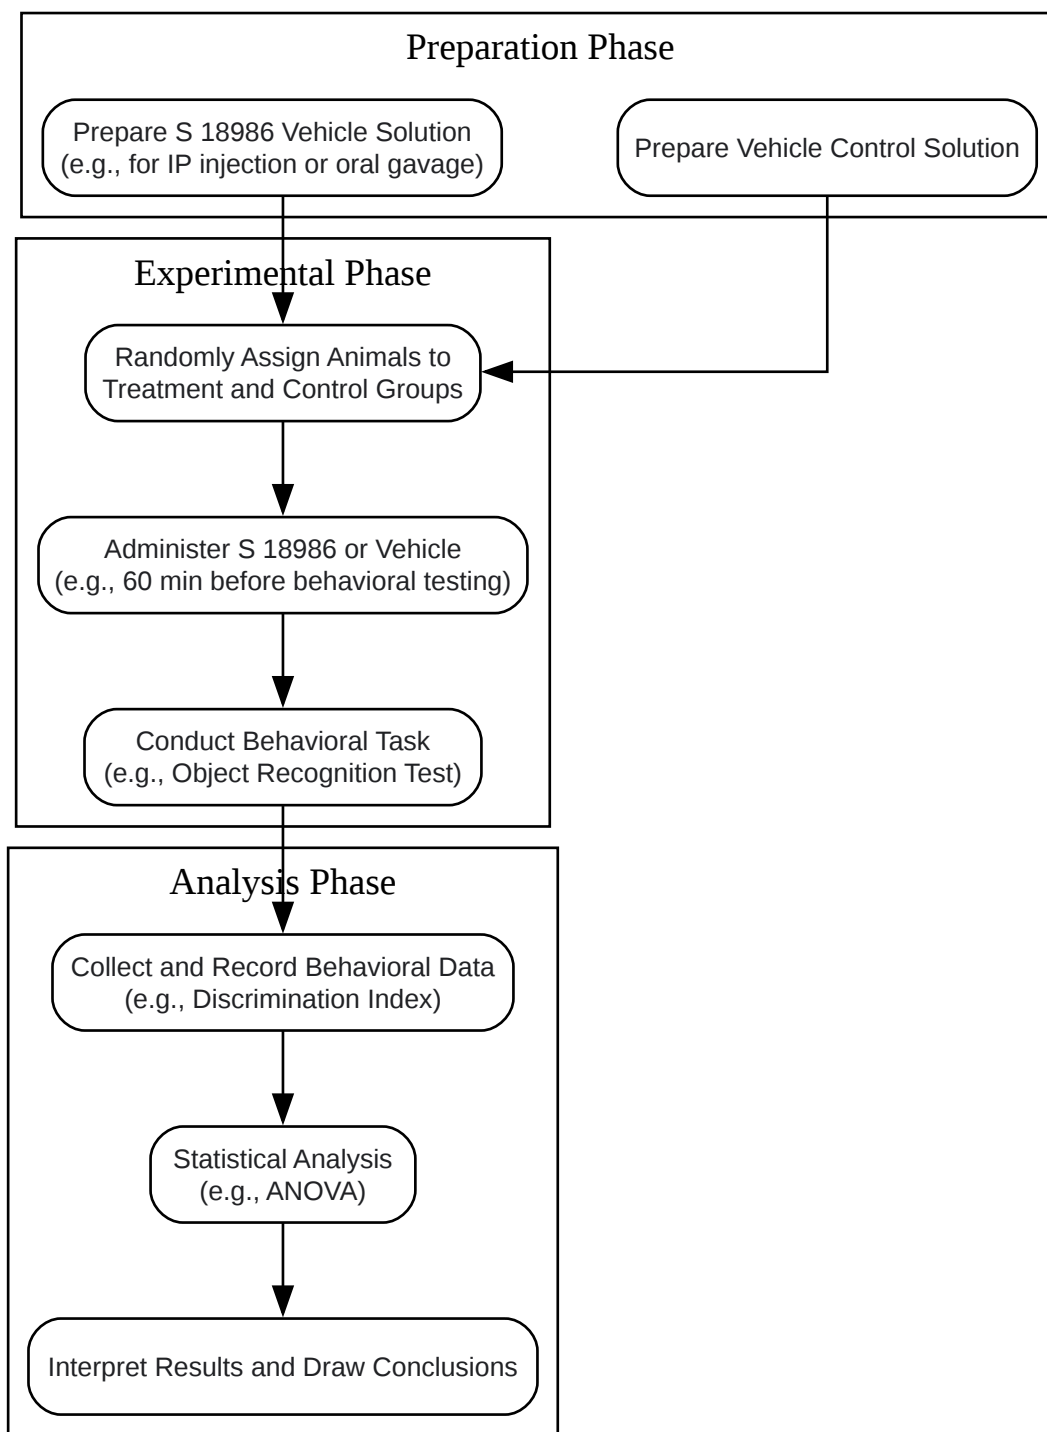 Preparation Phase
Prepare S 18986 Vehicle Solution
(e.g., for IP injection or oral gavage)
Prepare Vehicle Control Solution
Experimental Phase
Randomly Assign Animals to
Treatment and Control Groups
Administer S 18986 or Vehicle
(e.g., 60 min before behavioral testing)
Conduct Behavioral Task
(e.g., Object Recognition Test)
Analysis Phase
Collect and Record Behavioral Data
(e.g., Discrimination Index)
Statistical Analysis
(e.g., ANOVA)
Interpret Results and Draw Conclusions